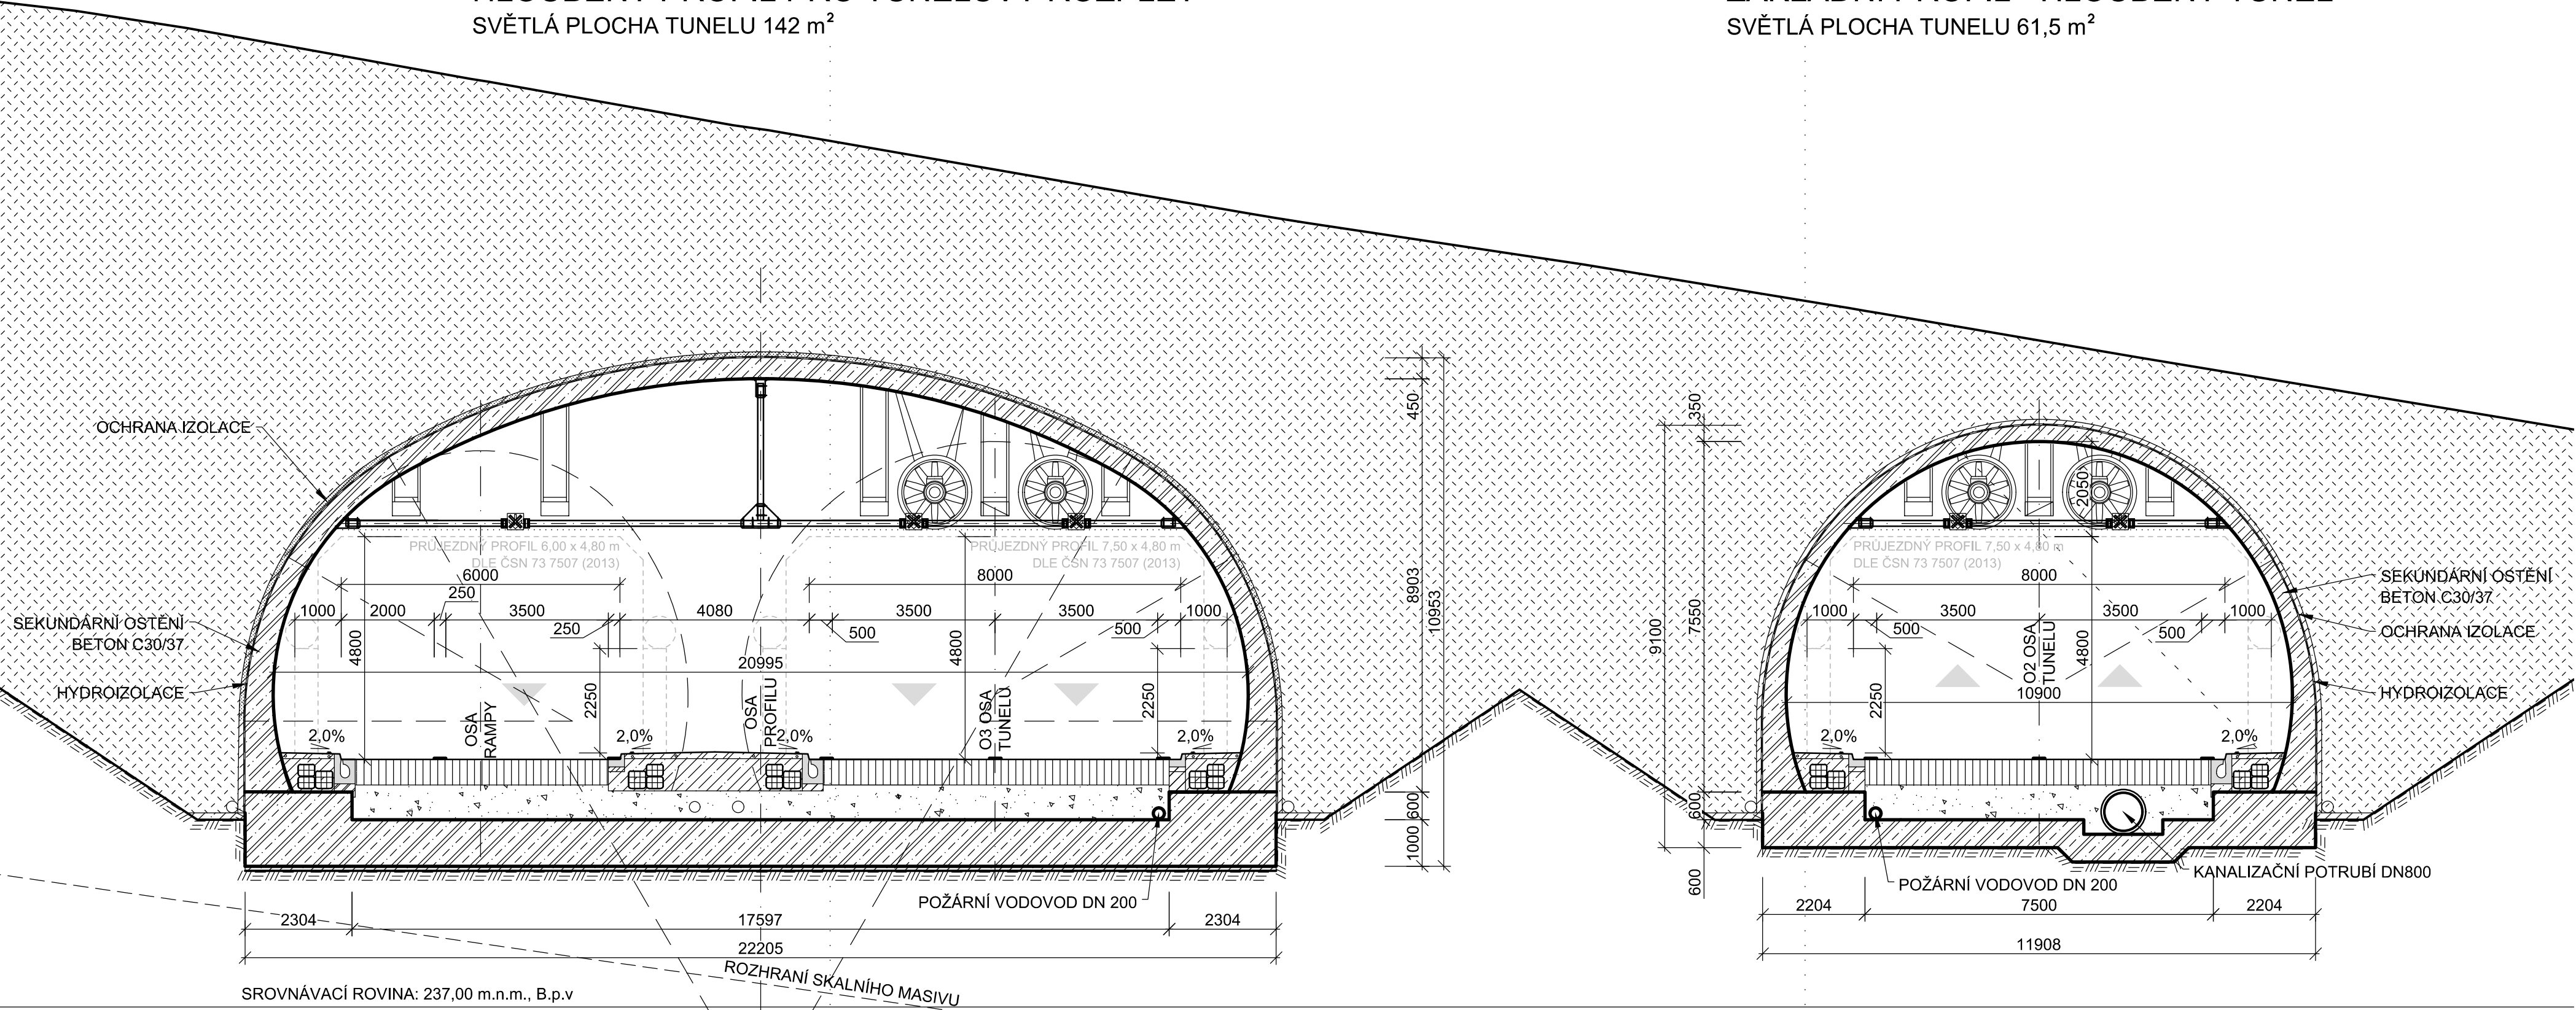 SVĚTLÁ PLOCHA TUNELU 142 m²
SVĚTLÁ PLOCHA TUNELU 61,5 m²
OCHRANA IZOLACE
SEKUNDÁRNÍ OSTĚNÍ
BETON C30/37
HYDROIZOLACE
PRŮJEZDNÝ PROFIL 6,00 x 4,80 m
DLE ČSN 73 7507 (2013)
6000
250
1000
2000
3500
250
4080
4800
2250
PRŮJEZDNÝ PROFIL 7,50 x 4,80 m
DLE ČSN 73 7507 (2013)
8000
3500
3500
1000
500
500
4800
2250
20995
OSA
RAMPY
OSA
PROFILU
O3 OSA
TUNELU
2,0%
2,0%
2,0%
2,0%
POŽÁRNÍ VODOVOD DN 200
2304
17597
2304
22205
450
8903
10953
600
1000
ROZHRANÍ SKALNÍHO MASIVU
SROVNÁVACÍ ROVINA: 237,00 m.n.m., B.p.v
350
7550
9100
600
600
2050
PRŮJEZDNÝ PROFIL 7,50 x 4,80 m
DLE ČSN 73 7507 (2013)
8000
1000
3500
3500
1000
500
500
4800
2250
O2 OSA
TUNELU
10900
2,0%
2,0%
SEKUNDÁRNÍ OSTĚNÍ
BETON C30/37
OCHRANA IZOLACE
HYDROIZOLACE
KANALIZAČNÍ POTRUBÍ DN800
POŽÁRNÍ VODOVOD DN 200
2204
7500
2204
11908